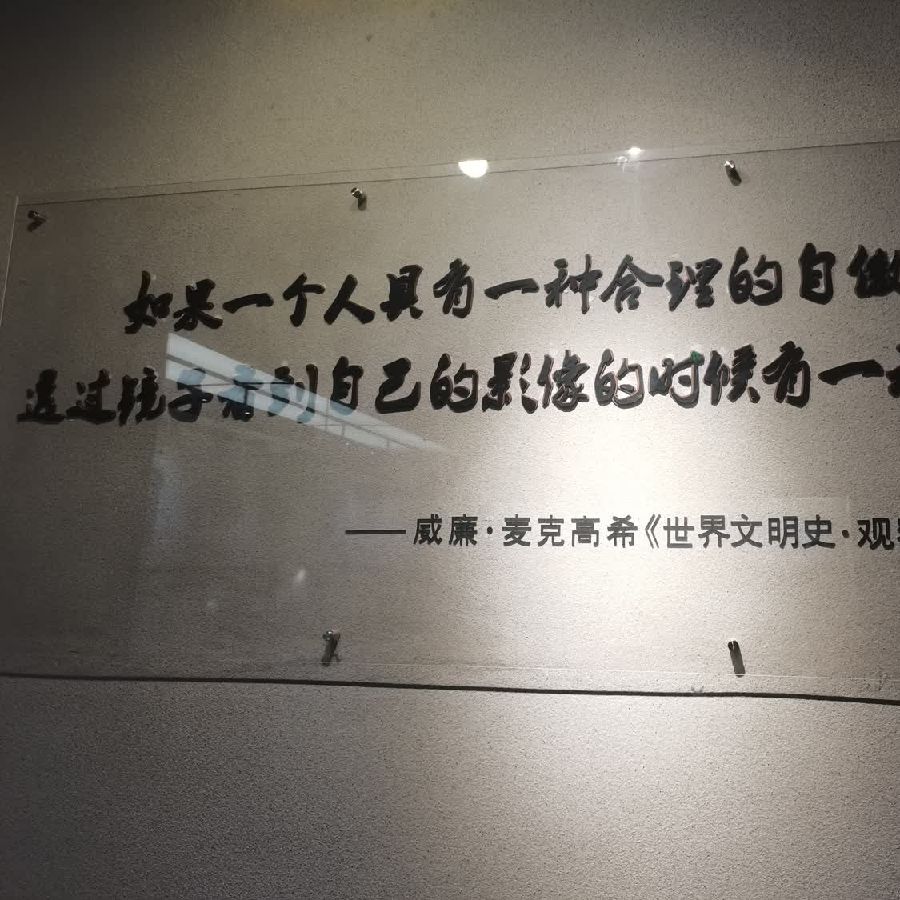 如果一个人具有一种合理的自傲
透过镜子看到自己的影像的时候有一
——威廉·麦克高希《世界文明史·观